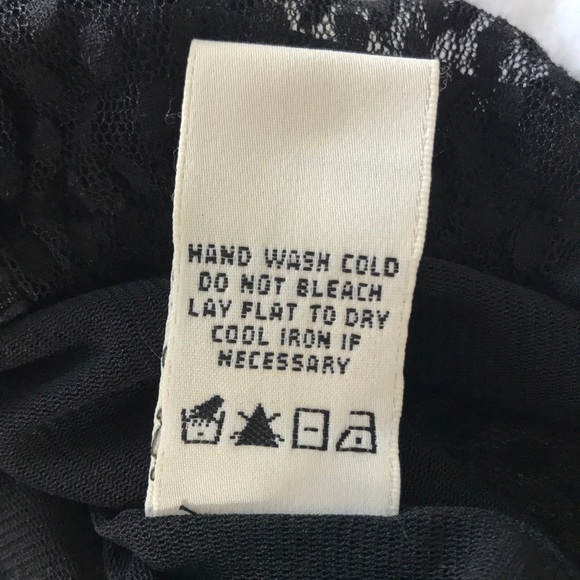 HAND WASH COLD
DO NOT BLEACH
LAY FLAT TO DRY
COOL IRON IF
NECESSARY